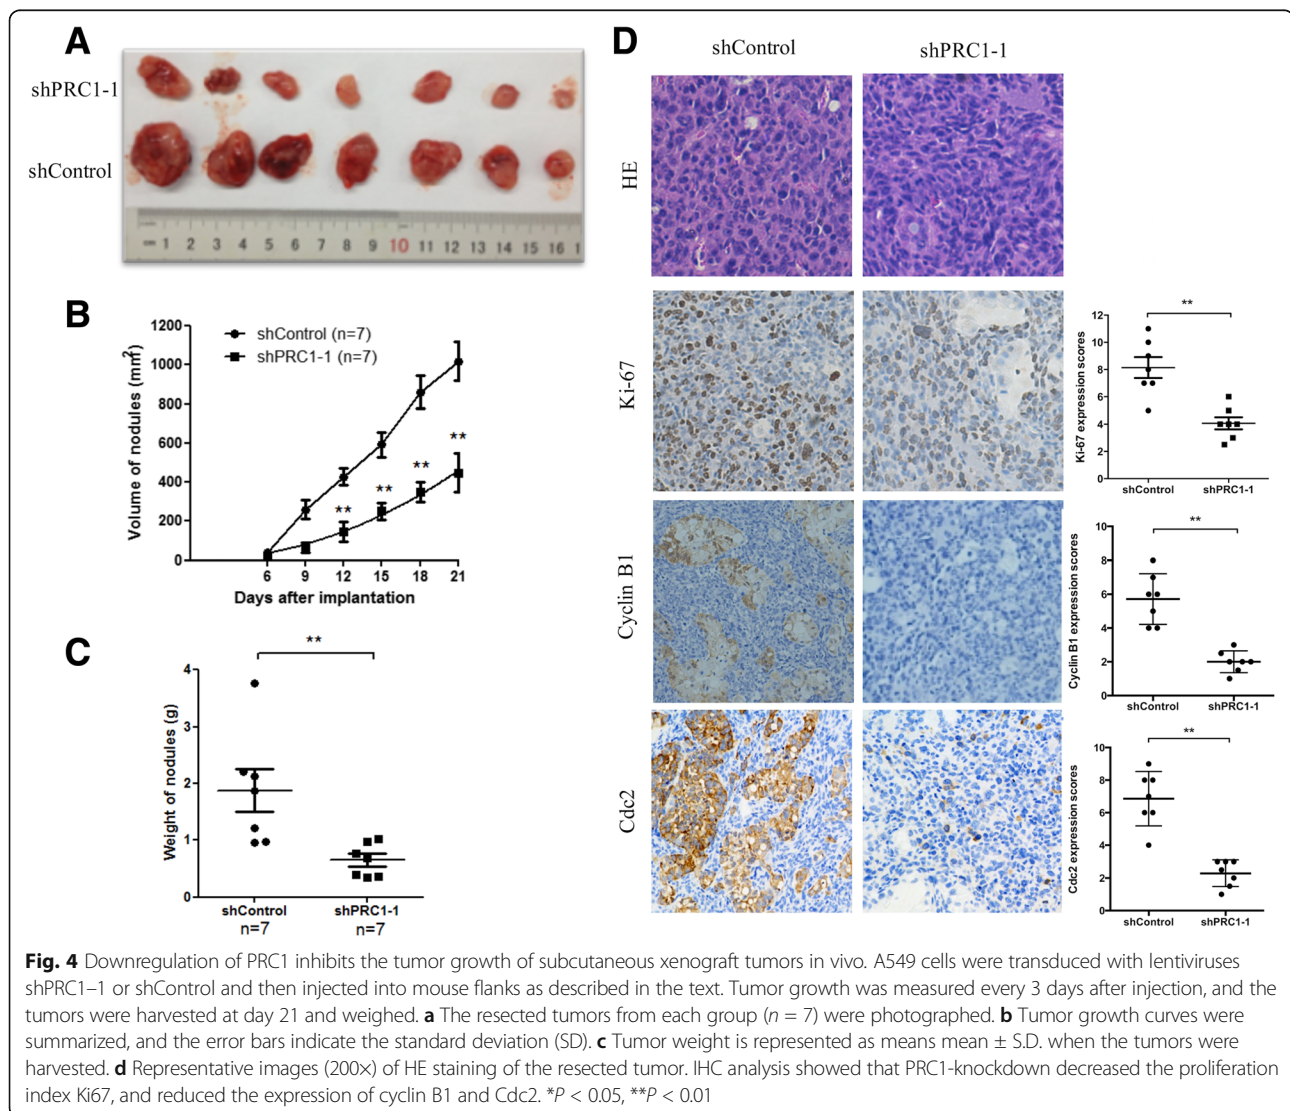 A
shPRC1-1
shControl
cm 1 2 3 4 5 6 7 8 9 10 11 12 13 14 15 16 1
B
shControl (n=7)
shPRC1-1 (n=7)
Volume of nodules (mm²)
1200
1000
800
600
400
200
0
** ** ** **
6 9 12 15 18 21
Days after implantation
C
**
Weight of nodules (g)
4
3
2
1
0
shControl shPRC1-1
n=7 n=7
D
shControl shPRC1-1
HE
Ki-67
**
Ki-67 expression scores
12
10
8
6
4
2
0
shControl shPRC1-1
Cyclin B1
**
Cyclin B1 expression scores
10
8
6
4
2
0
shControl shPRC1-1
Cdc2
**
Cdc2 expression scores
10
8
6
4
2
0
shControl shPRC1-1
Fig. 4 Downregulation of PRC1 inhibits the tumor growth of subcutaneous xenograft tumors in vivo. A549 cells were transduced with lentiviruses
shPRC1–1 or shControl and then injected into mouse flanks as described in the text. Tumor growth was measured every 3 days after injection, and the
tumors were harvested at day 21 and weighed. a The resected tumors from each group (n = 7) were photographed. b Tumor growth curves were
summarized, and the error bars indicate the standard deviation (SD). c Tumor weight is represented as means mean ± S.D. when the tumors were
harvested. d Representative images (200×) of HE staining of the resected tumor. IHC analysis showed that PRC1-knockdown decreased the proliferation
index Ki67, and reduced the expression of cyclin B1 and Cdc2. *P < 0.05, **P < 0.01